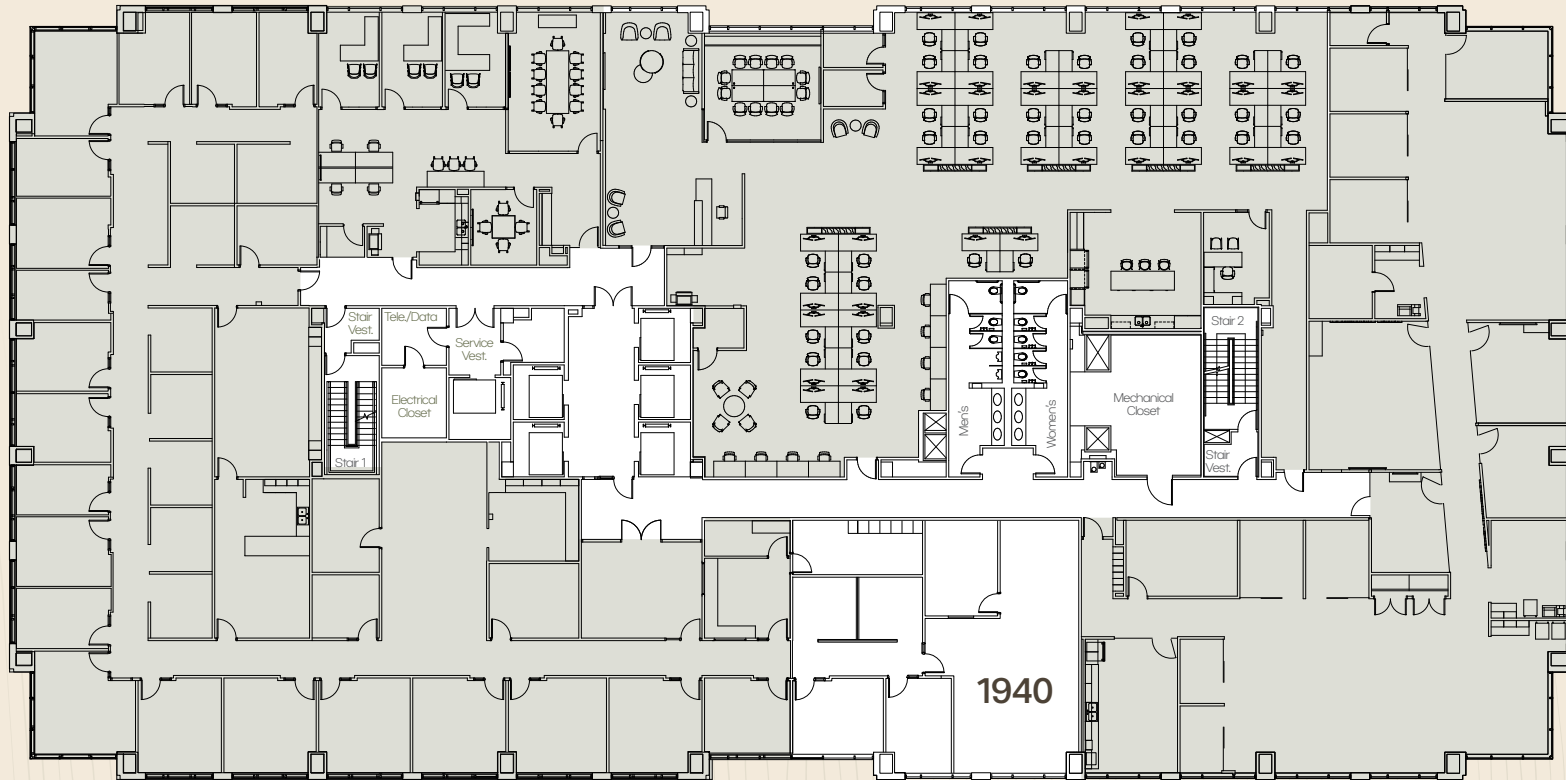 Stair
Vest.
Tele./Data
Service
Vest.
Electrical
Closet
Stair 1
Men's
Women's
Mechanical
Closet
Stair 2
Stair
Vest.
1940